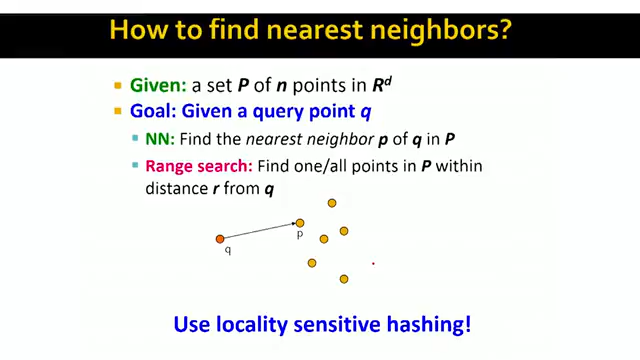 How to find nearest neighbors?
Given: a set P of n points in Rᵈ
Goal: Given a query point q
NN: Find the nearest neighbor p of q in P
Range search: Find one/all points in P within
distance r from q
p
q
Use locality sensitive hashing!